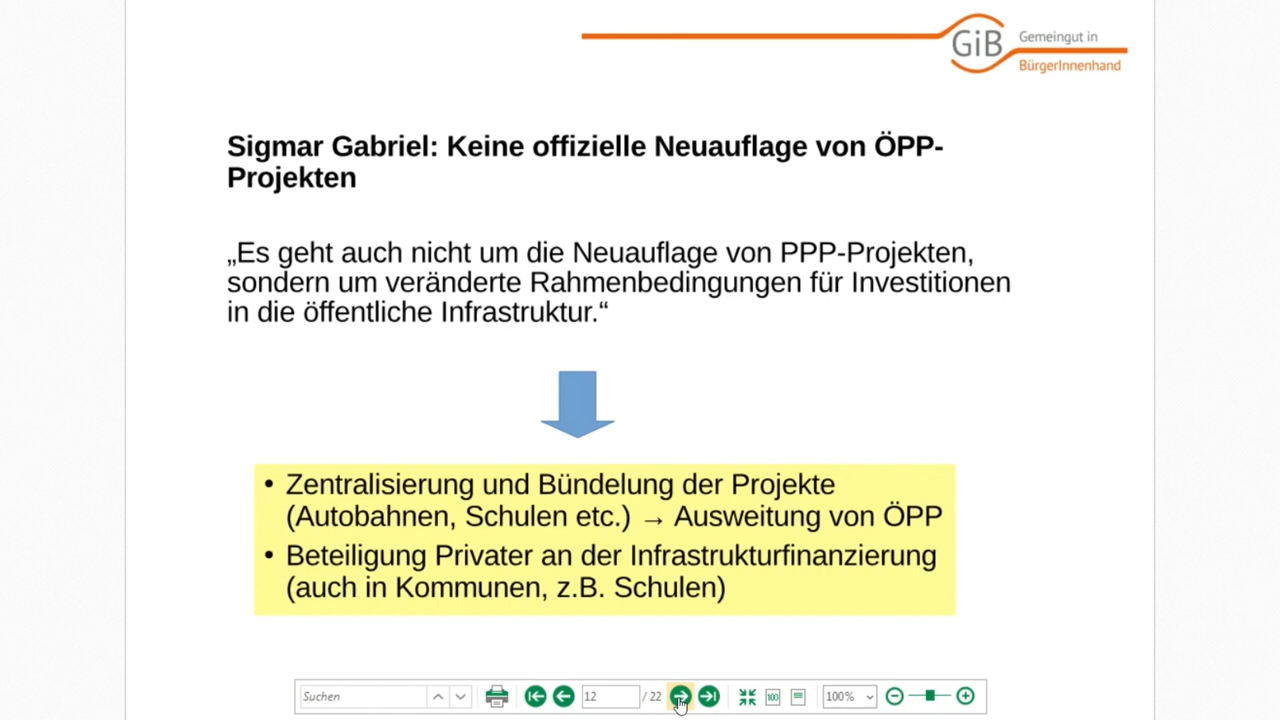 GiB Gemeingut in
BürgerInnenhand
Sigmar Gabriel: Keine offizielle Neuauflage von ÖPP-
Projekten
„Es geht auch nicht um die Neuauflage von PPP-Projekten,
sondern um veränderte Rahmenbedingungen für Investitionen
in die öffentliche Infrastruktur.“
• Zentralisierung und Bündelung der Projekte
(Autobahnen, Schulen etc.) → Ausweitung von ÖPP
• Beteiligung Privater an der Infrastrukturfinanzierung
(auch in Kommunen, z.B. Schulen)
Suchen 12 / 22 100 100%